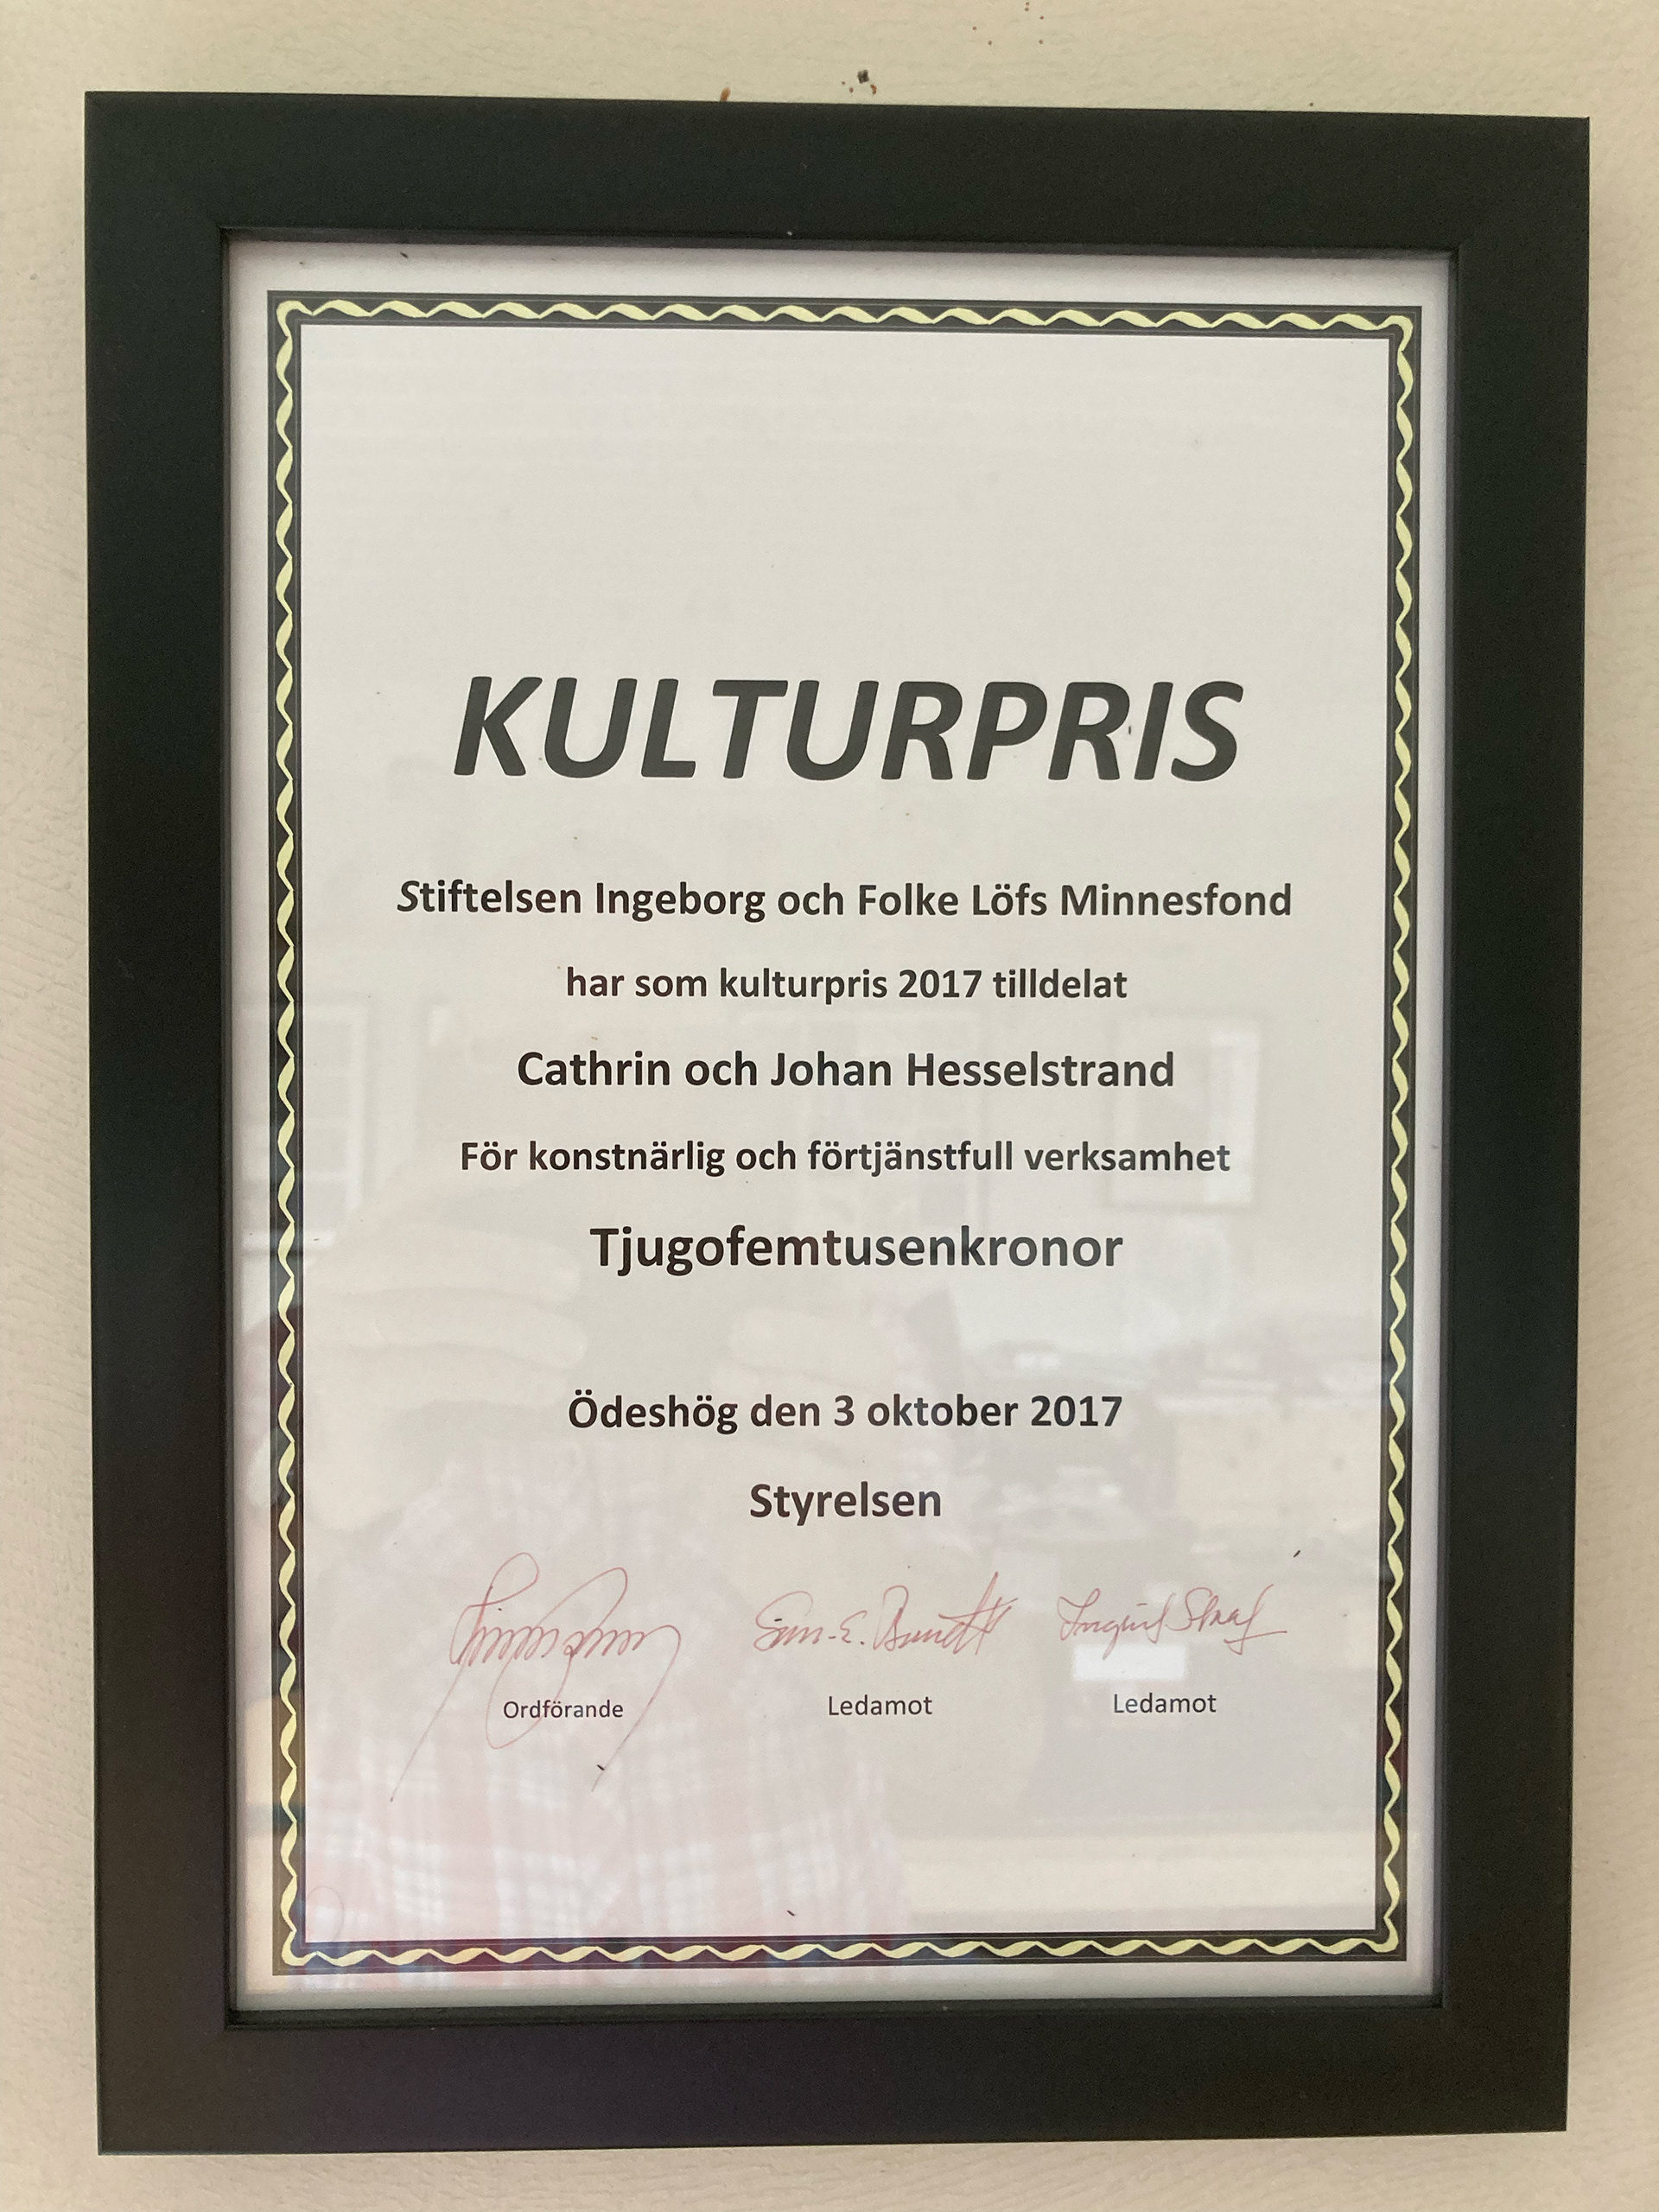 KULTURPRIS
Stiftelsen Ingeborg och Folke Löfs Minnesfond
har som kulturpris 2017 tilldelat
Cathrin och Johan Hesselstrand
För konstnärlig och förtjänstfull verksamhet
Tjugofemtusenkronor
Ödeshög den 3 oktober 2017
Styrelsen
Ordförande Ledamot Ledamot